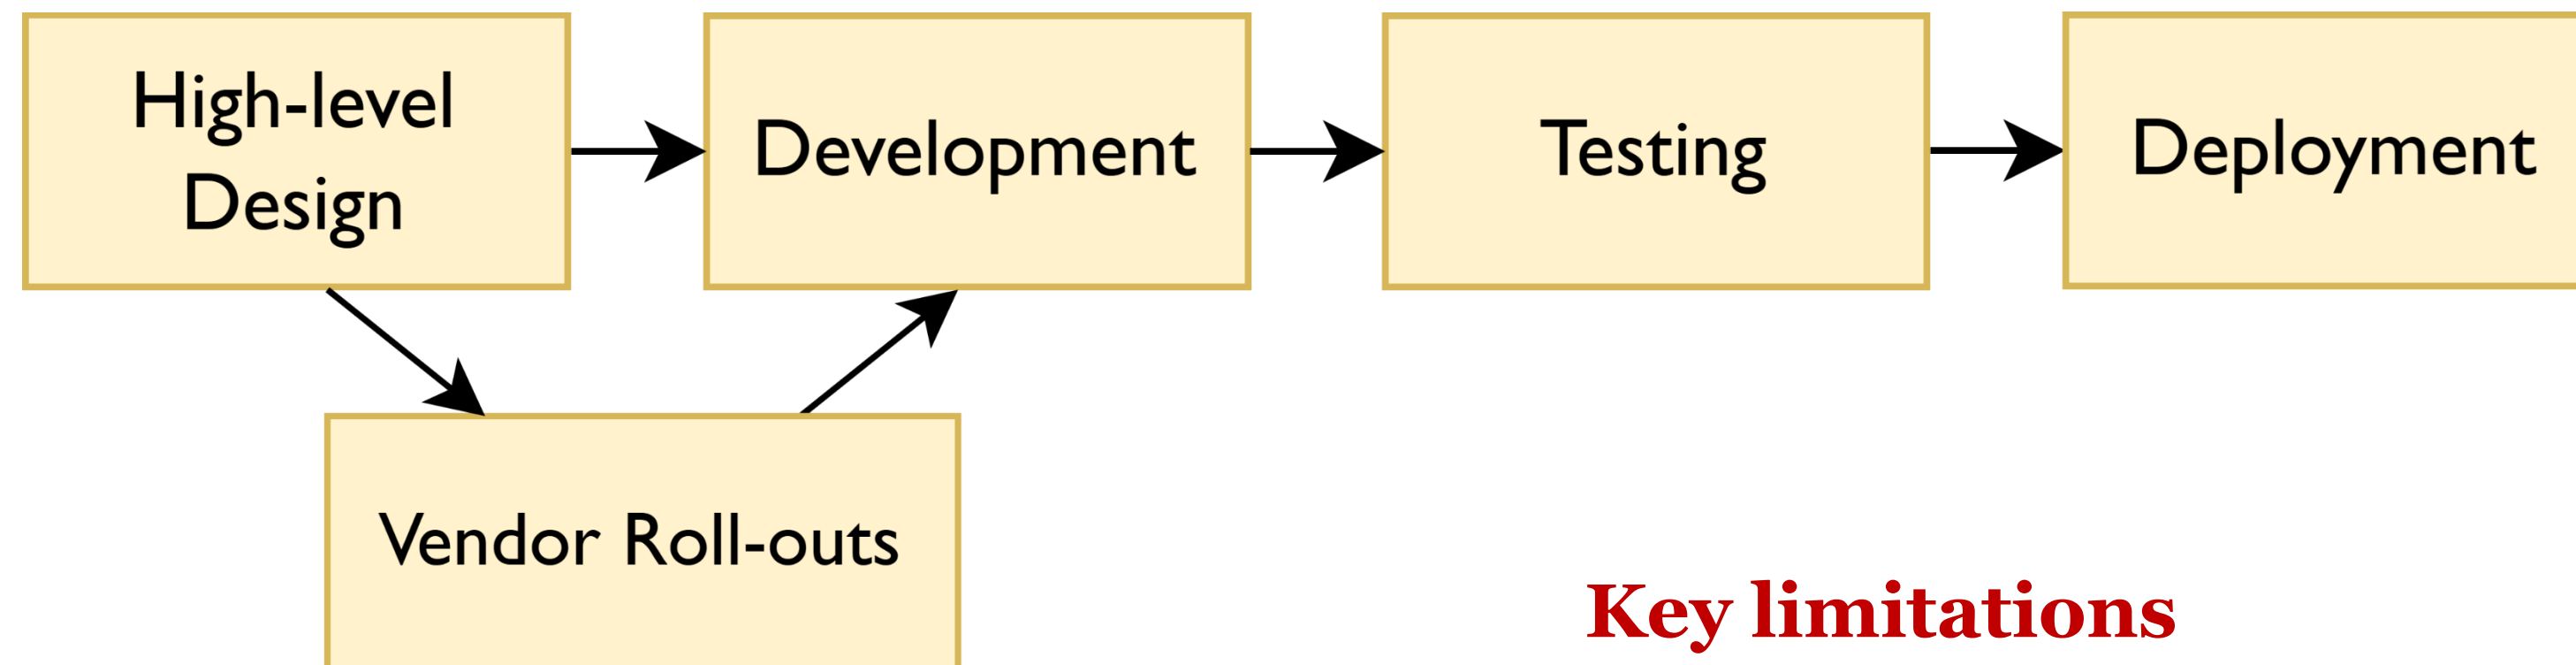 High-level
Design
Development
Testing
Deployment
Vendor Roll-outs
Key limitations